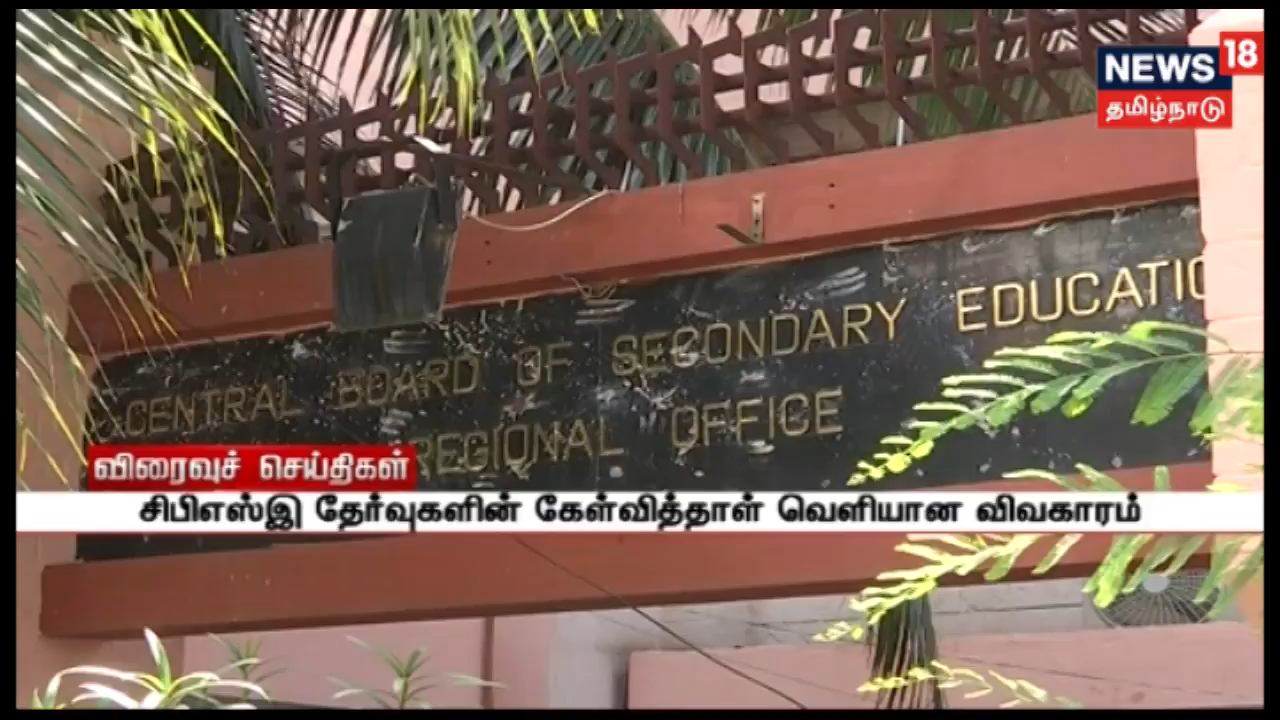 NEWS 18
தமிழ்நாடு
CENTRAL BOARD OF SECONDARY EDUCATIO
REGIONAL OFFICE
விரைவுச் செய்திகள்
சிபிஎஸ்இ தேர்வுகளின் கேள்வித்தாள் வெளியான விவகாரம்